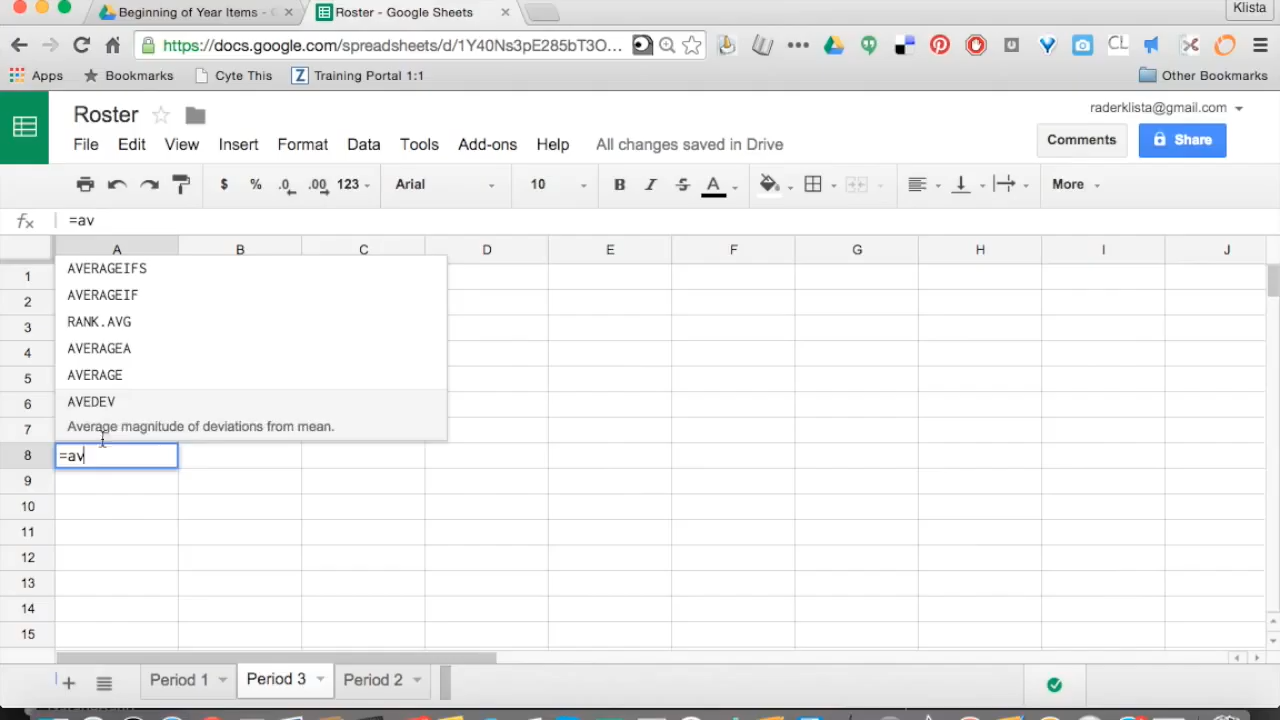 Klista
Beginning of Year Items -
Roster - Google Sheets
https://docs.google.com/spreadsheets/d/1Y40Ns3pE285bT3O...
CL
Apps
Bookmarks
Cyte This
Z Training Portal 1:1
Other Bookmarks
Roster
raderklista@gmail.com
File Edit View Insert Format Data Tools Add-ons Help All changes saved in Drive
Comments
Share
$ % .0 .00 123 Arial 10 B I S A More
fx =av
A B C D E F G H I J
1
2
3
4
5
6
7
8
9
10
11
12
13
14
15
AVERAGEIFS
AVERAGEIF
RANK.AVG
AVERAGEA
AVERAGE
AVEDEV
Average magnitude of deviations from mean.
=av
+ Period 1 Period 3 Period 2